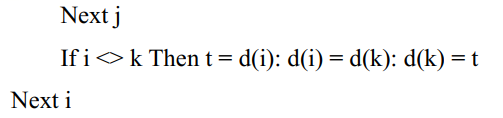 Next j
If i <> k Then t = d(i): d(i) = d(k): d(k) = t
Next i